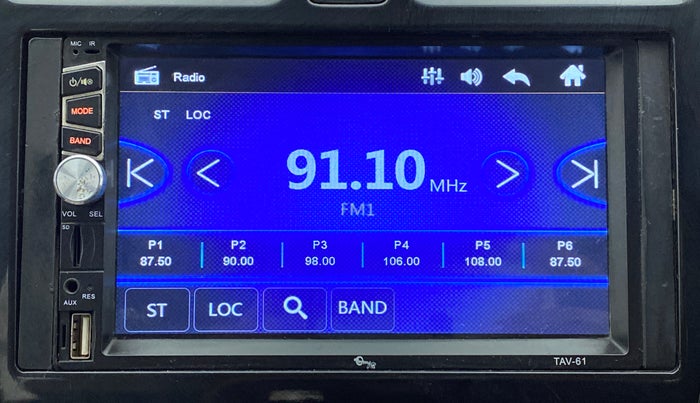 MIC IR
Radio
MODE
BAND
ST LOC
91.10 MHz
FM1
VOL SEL
SD
P1 P2 P3 P4 P5 P6
87.50 90.00 98.00 106.00 108.00 87.50
AUX RES
ST LOC BAND
TAV-61